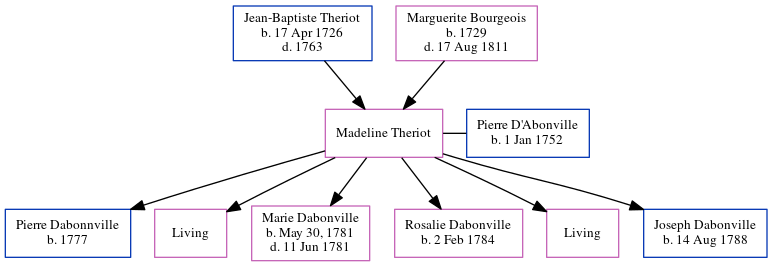 Jean-Baptiste Theriot
b. 17 Apr 1726
d. 1763
Marguerite Bourgeois
b. 1729
d. 17 Aug 1811
Madeline Theriot
Pierre D'Abonville
b. 1 Jan 1752
Pierre Dabonnville
b. 1777
Living
Marie Dabonville
b. May 30, 1781
d. 11 Jun 1781
Rosalie Dabonville
b. 2 Feb 1784
Living
Joseph Dabonville
b. 14 Aug 1788